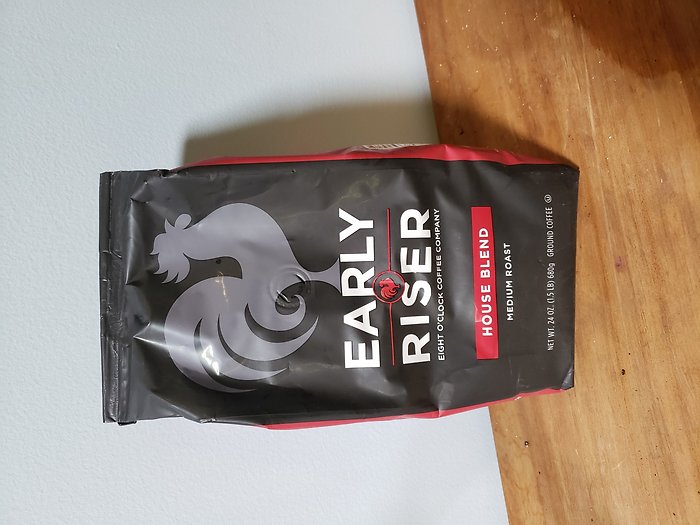 EARLY
RISER
EIGHT O'CLOCK COFFEE COMPANY
HOUSE BLEND
MEDIUM ROAST
NET WT. 24 OZ. (1.5 LB) 680g GROUND COFFEE